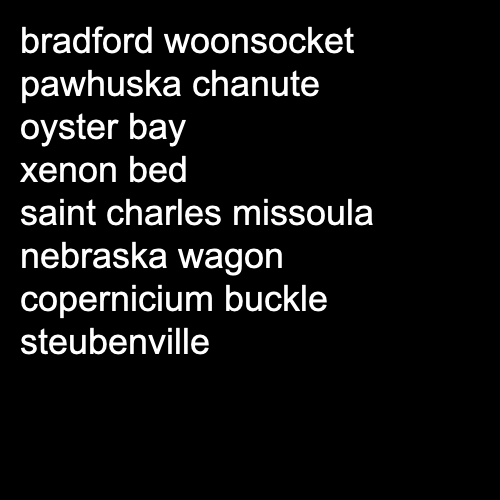 bradford woonsocket
pawhuska chanute
oyster bay
xenon bed
saint charles missoula
nebraska wagon
copernicium buckle
steubenville